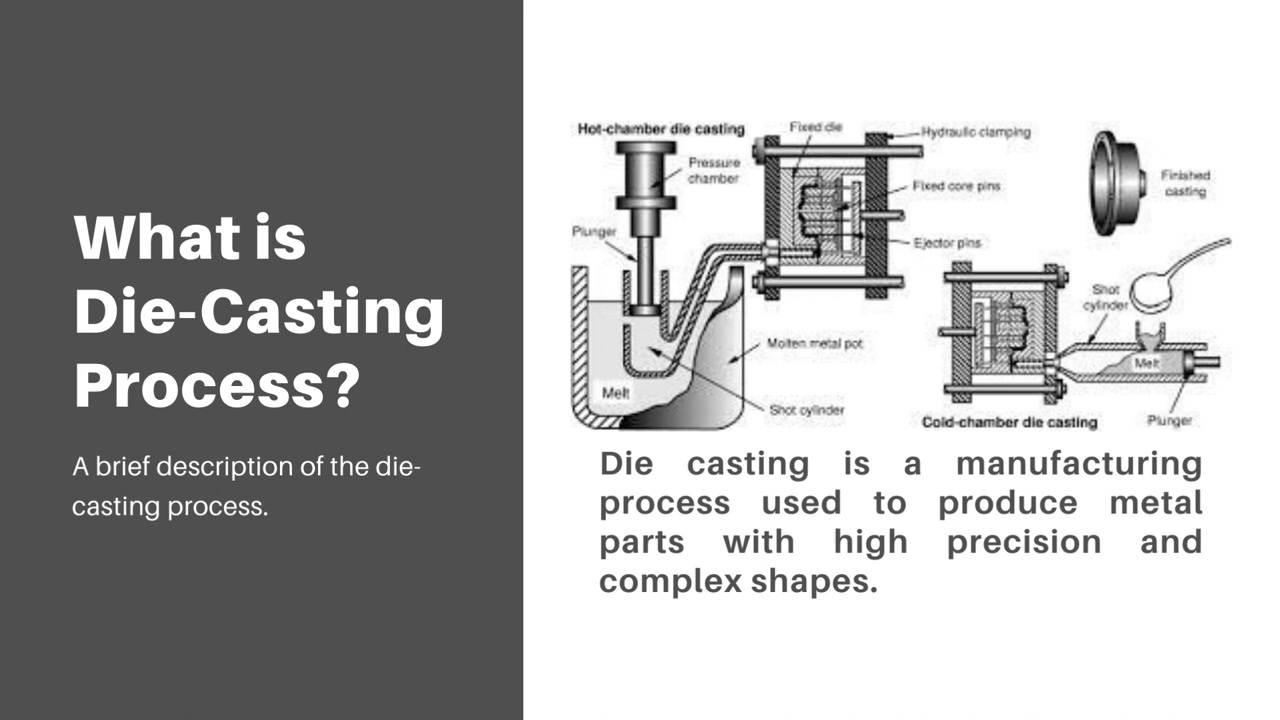 What is
Die-Casting
Process?
A brief description of the die-
casting process.
Hot-chamber die casting
Fixed die
Hydraulic clamping
Pressure
chamber
Fixed core pins
Finished
casting
Plunger
Ejector pins
Shot
cylinder
Molten metal pot
Melt
Melt
Shot cylinder
Cold-chamber die casting
Plunger
Die casting is a manufacturing
process used to produce metal
parts with high precision and
complex shapes.